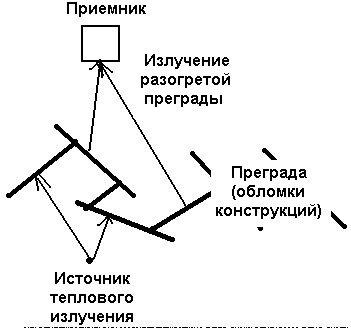 Приемник
Излучение
разогретой
преграды
Преграда
(обломки
конструкций)
Источник
теплового
излучения